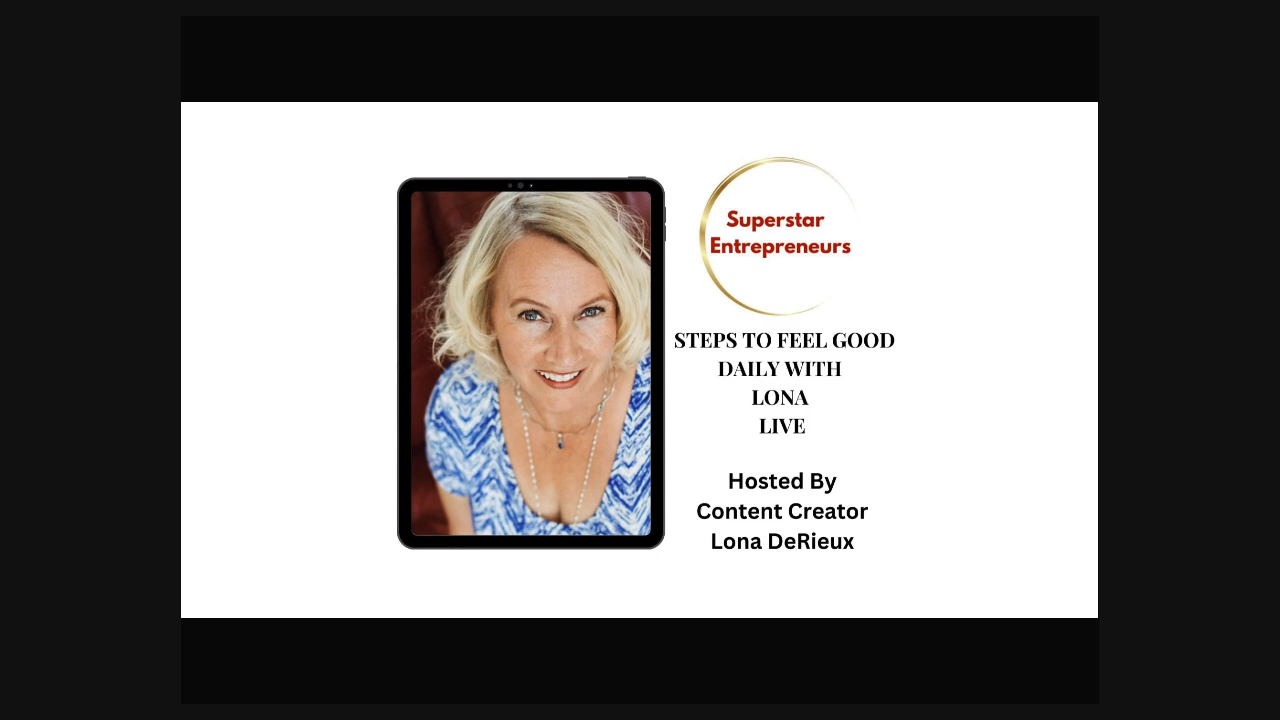 Superstar
Entrepreneurs
STEPS TO FEEL GOOD
DAILY WITH
LONA
LIVE
Hosted By
Content Creator
Lona DeRieux